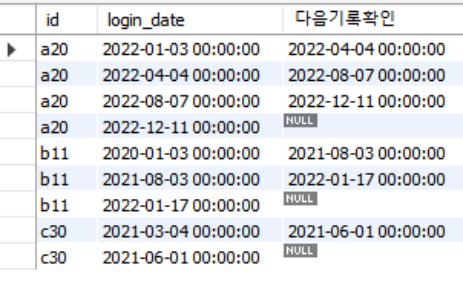 id login_date 다음기록확인
a20 2022-01-03 00:00:00 2022-04-04 00:00:00
a20 2022-04-04 00:00:00 2022-08-07 00:00:00
a20 2022-08-07 00:00:00 2022-12-11 00:00:00
a20 2022-12-11 00:00:00 NULL
b11 2020-01-03 00:00:00 2021-08-03 00:00:00
b11 2021-08-03 00:00:00 2022-01-17 00:00:00
b11 2022-01-17 00:00:00 NULL
c30 2021-03-04 00:00:00 2021-06-01 00:00:00
c30 2021-06-01 00:00:00 NULL